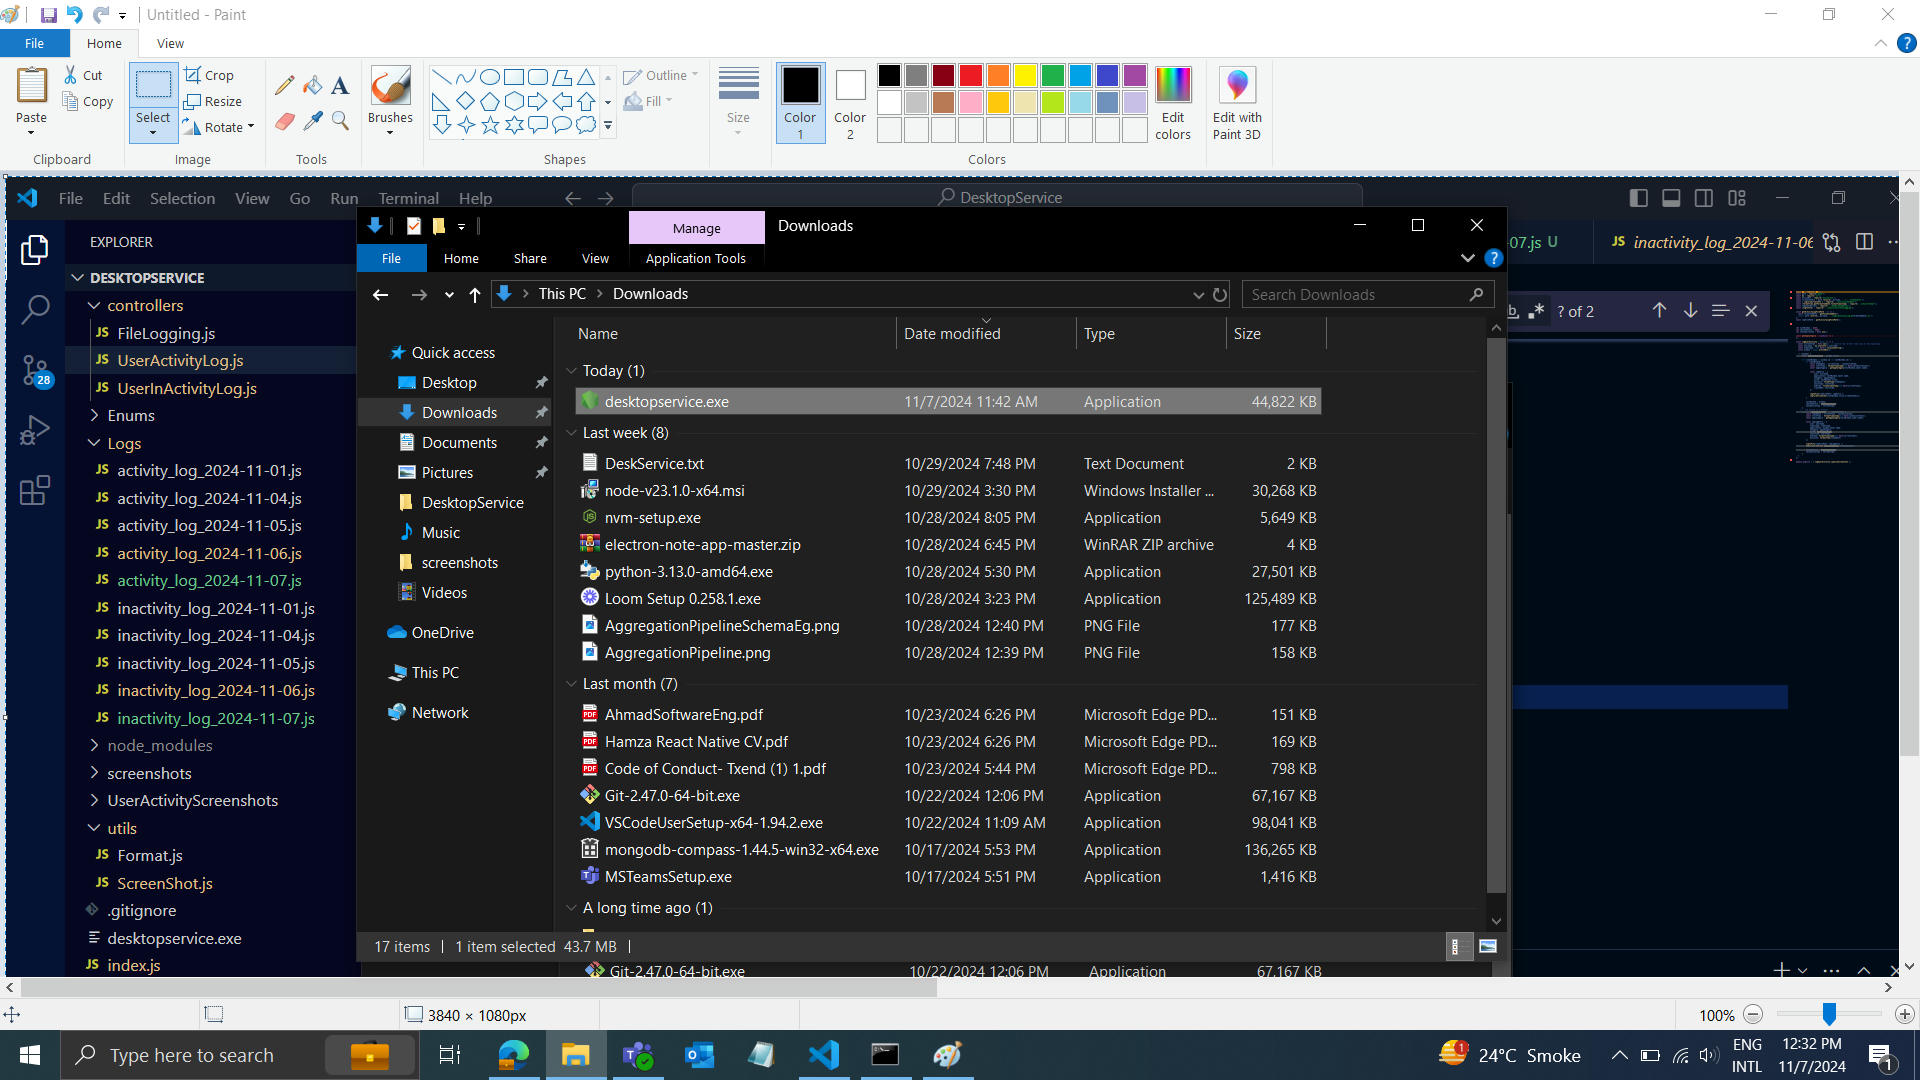 Untitled - Paint
File Home View
Paste
Cut
Copy
Clipboard
Select
Crop
Resize
Rotate
Image
Tools
Brushes
Shapes
Outline
Fill
Size
Color 1
Color 2
Colors
Edit colors
Edit with Paint 3D
File Edit Selection View Go Run Terminal Help
DesktopService
EXPLORER
DESKTOPSERVICE
controllers
JS FileLogging.js
JS UserActivityLog.js
JS UserInActivityLog.js
28
Enums
Logs
JS activity_log_2024-11-01.js
JS activity_log_2024-11-04.js
JS activity_log_2024-11-05.js
JS activity_log_2024-11-06.js
JS activity_log_2024-11-07.js
JS inactivity_log_2024-11-01.js
JS inactivity_log_2024-11-04.js
JS inactivity_log_2024-11-05.js
JS inactivity_log_2024-11-06.js
JS inactivity_log_2024-11-07.js
node_modules
screenshots
UserActivityScreenshots
utils
JS Format.js
JS ScreenShot.js
.gitignore
desktopservice.exe
JS index.js
Manage Downloads
File Home Share View Application Tools
This PC > Downloads
Search Downloads
-07.js U
JS inactivity_log_2024-11-06
? of 2
Quick access
Desktop
Downloads
Documents
Pictures
DesktopService
Music
screenshots
Videos
OneDrive
This PC
Network
Name Date modified Type Size
Today (1)
desktopservice.exe 11/7/2024 11:42 AM Application 44,822 KB
Last week (8)
DeskService.txt 10/29/2024 7:48 PM Text Document 2 KB
node-v23.1.0-x64.msi 10/29/2024 3:30 PM Windows Installer ... 30,268 KB
nvm-setup.exe 10/28/2024 8:05 PM Application 5,649 KB
electron-note-app-master.zip 10/28/2024 6:45 PM WinRAR ZIP archive 4 KB
python-3.13.0-amd64.exe 10/28/2024 5:30 PM Application 27,501 KB
Loom Setup 0.258.1.exe 10/28/2024 3:23 PM Application 125,489 KB
AggregationPipelineSchemaEg.png 10/28/2024 12:40 PM PNG File 177 KB
AggregationPipeline.png 10/28/2024 12:39 PM PNG File 158 KB
Last month (7)
AhmadSoftwareEng.pdf 10/23/2024 6:26 PM Microsoft Edge PD... 151 KB
Hamza React Native CV.pdf 10/23/2024 6:26 PM Microsoft Edge PD... 169 KB
Code of Conduct- Txend (1) 1.pdf 10/23/2024 5:44 PM Microsoft Edge PD... 798 KB
Git-2.47.0-64-bit.exe 10/22/2024 12:06 PM Application 67,167 KB
VSCodeUserSetup-x64-1.94.2.exe 10/22/2024 11:09 AM Application 98,041 KB
mongodb-compass-1.44.5-win32-x64.exe 10/17/2024 5:53 PM Application 136,265 KB
MSTeamsSetup.exe 10/17/2024 5:51 PM Application 1,416 KB
A long time ago (1)
17 items 1 item selected 43.7 MB
Git-2.47.0-64-bit.exe 10/22/2024 12:06 PM Application 67,167 KB
3840 × 1080px
100%
Type here to search
1
24°C Smoke
ENG
INTL
12:32 PM
11/7/2024
1